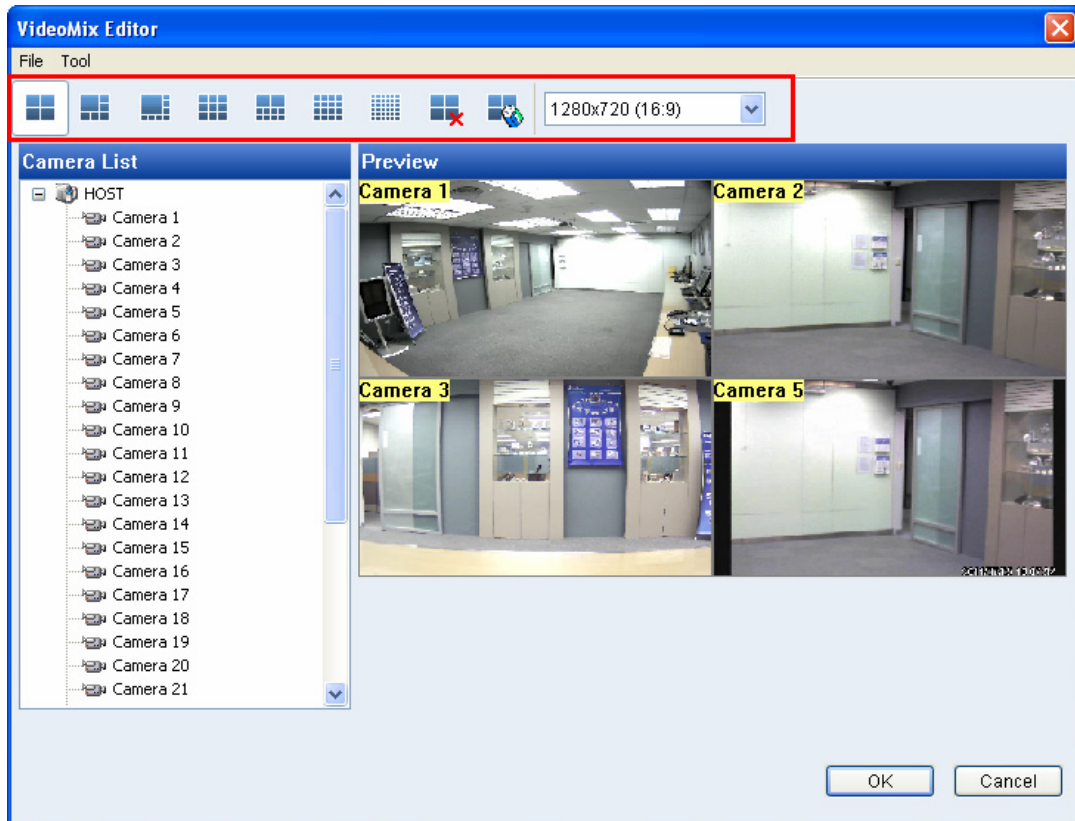 VideoMix Editor
File Tool
1280x720 (16:9)
Camera List
Preview
HOST
Camera 1
Camera 2
Camera 3
Camera 4
Camera 5
Camera 6
Camera 7
Camera 8
Camera 9
Camera 10
Camera 11
Camera 12
Camera 13
Camera 14
Camera 15
Camera 16
Camera 17
Camera 18
Camera 19
Camera 20
Camera 21
Camera 1
Camera 2
Camera 3
Camera 5
OK Cancel